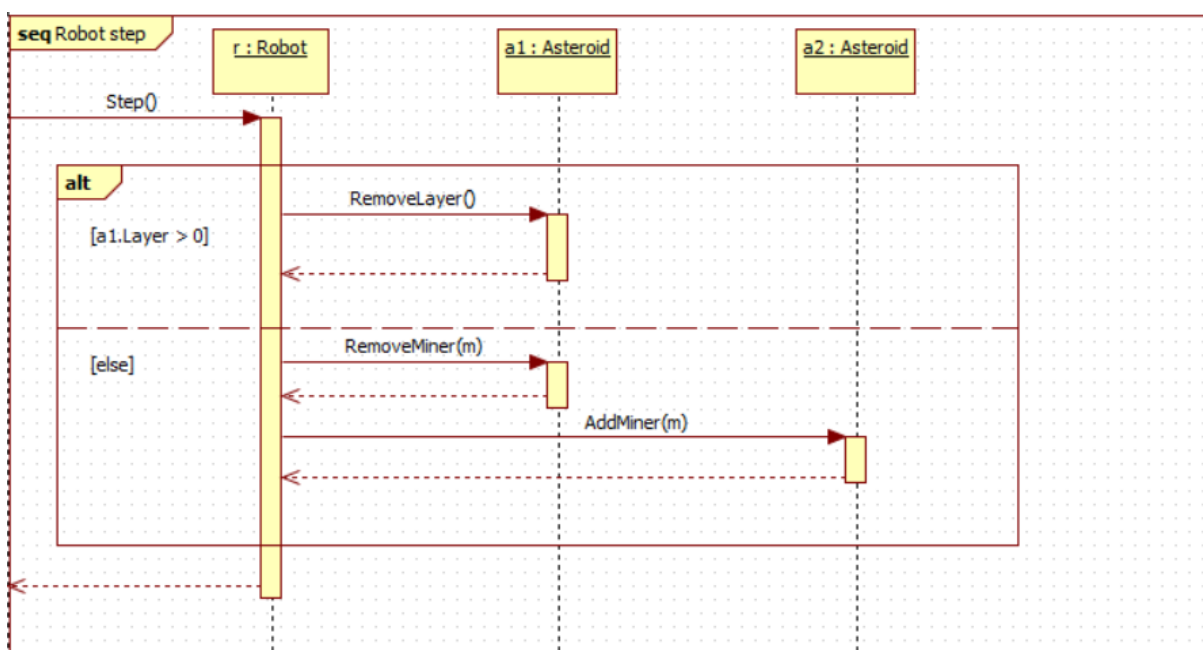 seq Robot step
r : Robot
a1 : Asteroid
a2 : Asteroid
Step()
alt
RemoveLayer()
[a1.Layer > 0]
RemoveMiner(m)
[else]
AddMiner(m)